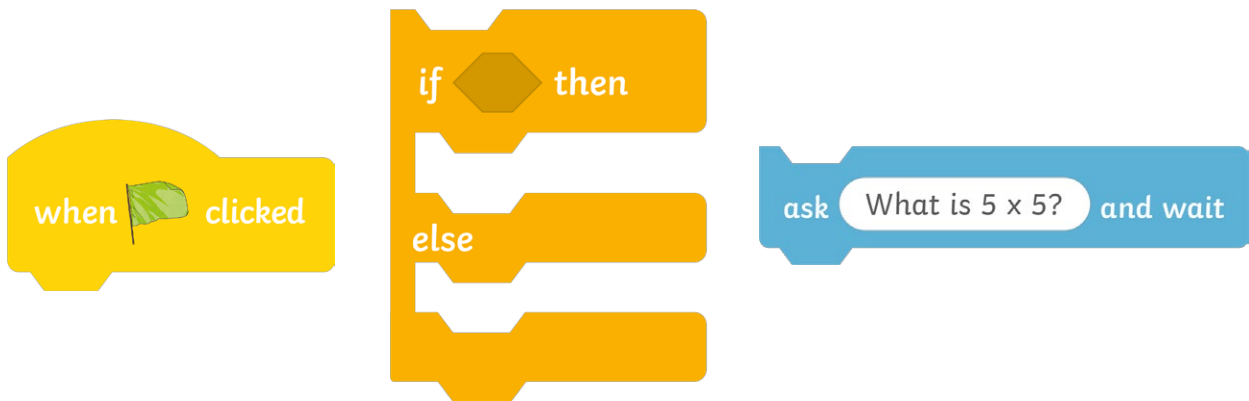 when clicked
if then
else
ask What is 5 x 5? and wait